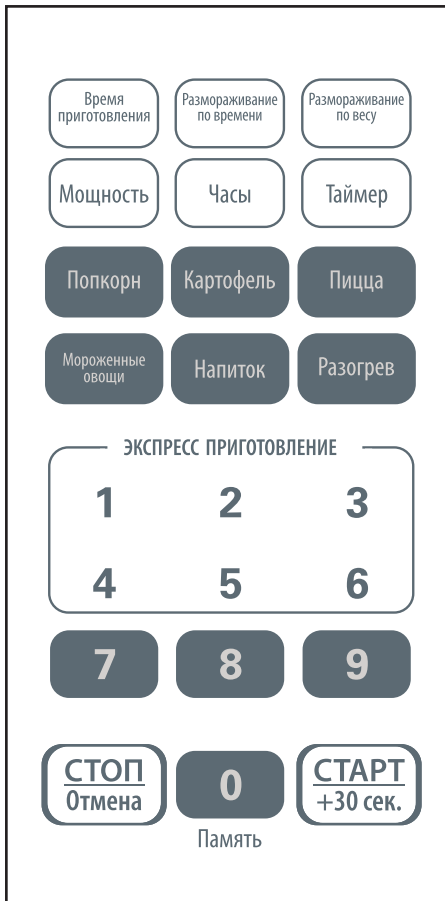 Время
приготовления
Размораживание
по времени
Размораживание
по весу
Мощность
Часы
Таймер
Попкорн
Картофель
Пицца
Мороженные
овощи
Напиток
Разогрев
ЭКСПРЕСС ПРИГОТОВЛЕНИЕ
1 2 3
4 5 6
7 8 9
СТОП
Отмена
0
Память
СТАРТ
+30 сек.